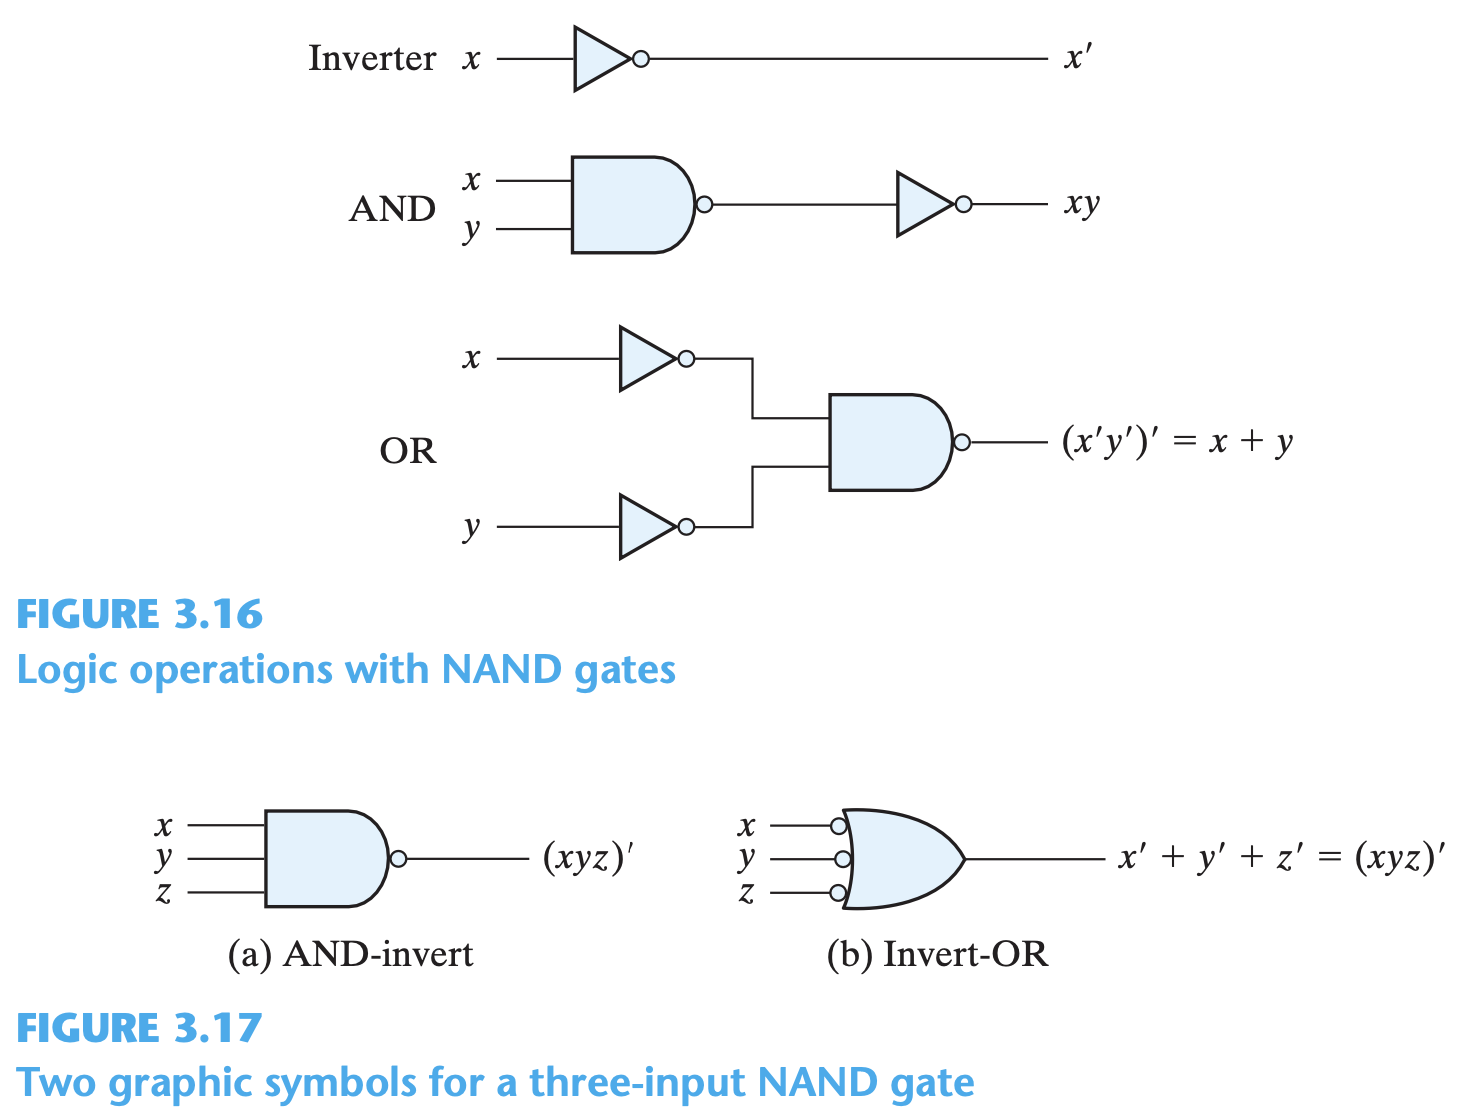 Inverter x x′
x
AND xy
y
x
OR (x′y′)′ = x + y
y
FIGURE 3.16
Logic operations with NAND gates
x x
y (xyz)′ y x′ + y′ + z′ = (xyz)′
z z
(a) AND-invert (b) Invert-OR
FIGURE 3.17
Two graphic symbols for a three-input NAND gate